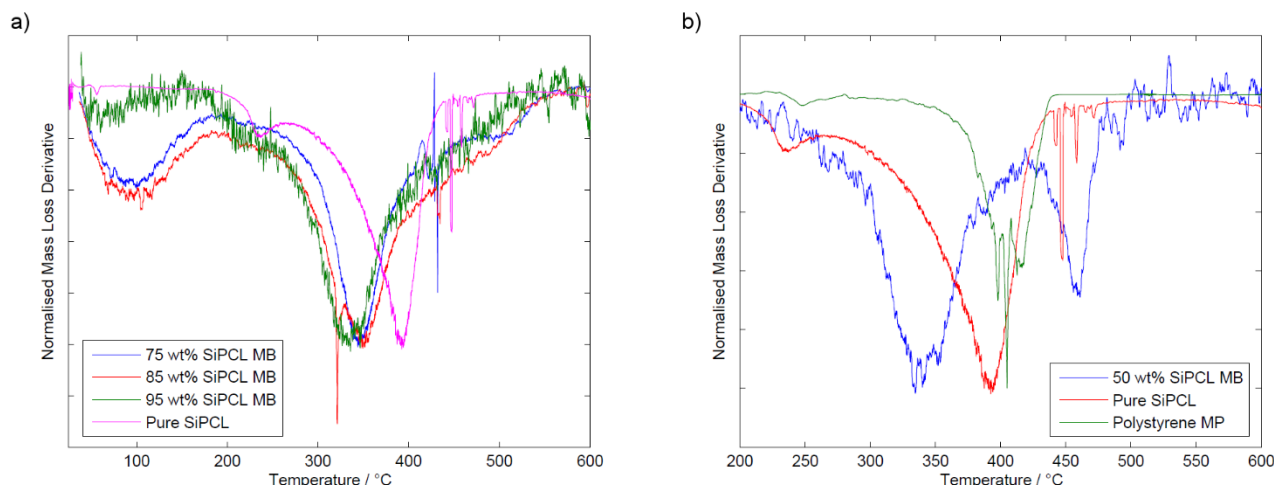 a)
Normalised Mass Loss Derivative
75 wt% SiPCL MB
85 wt% SiPCL MB
95 wt% SiPCL MB
Pure SiPCL
100 200 300 400 500 600
Temperature / °C
b)
Normalised Mass Loss Derivative
50 wt% SiPCL MB
Pure SiPCL
Polystyrene MP
200 250 300 350 400 450 500 550 600
Temperature / °C